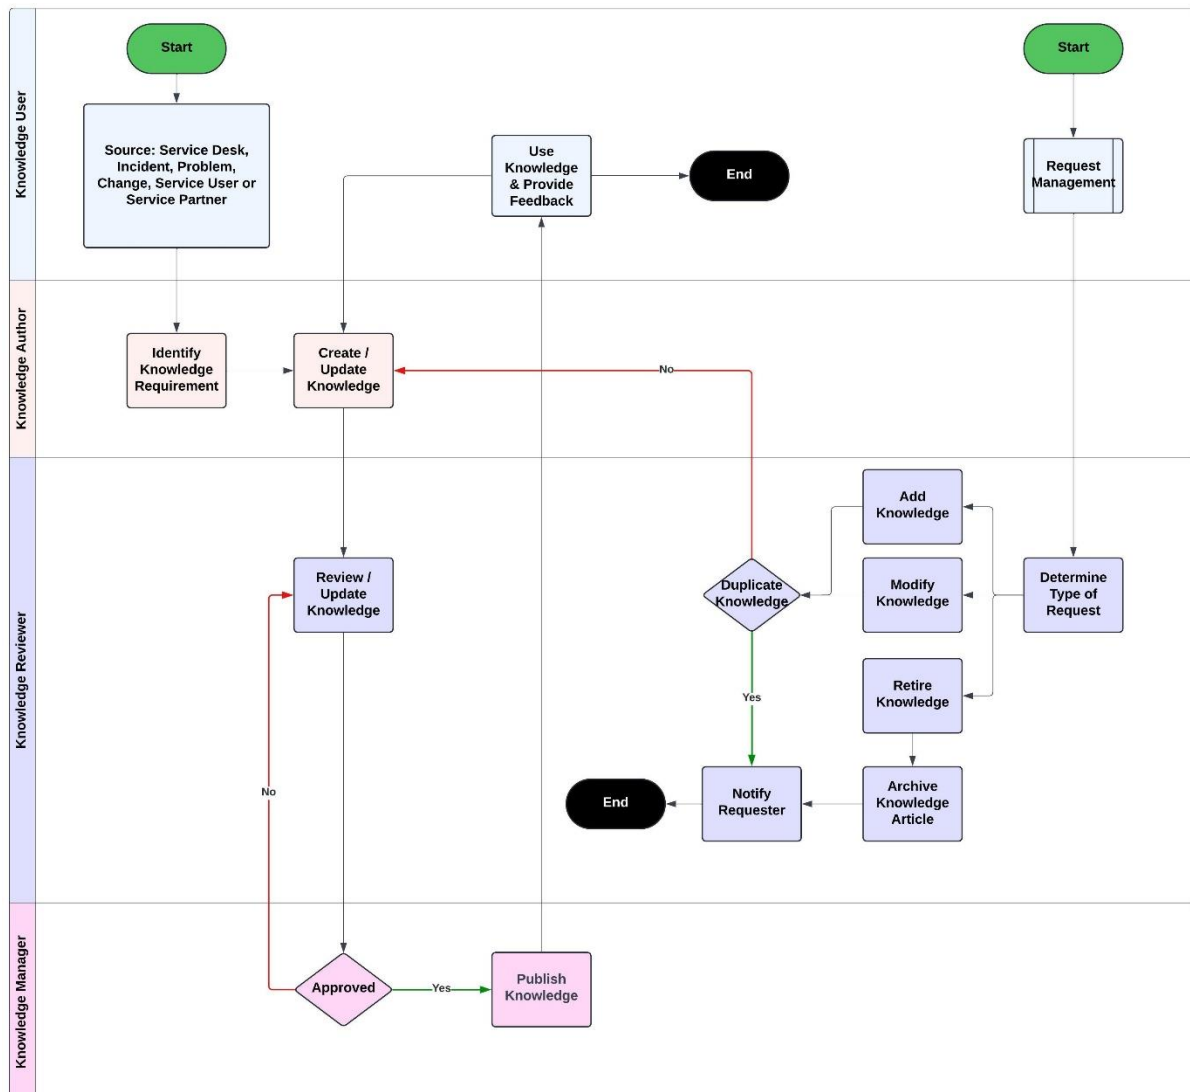 Knowledge User
Start
Start
Source: Service Desk,
Incident, Problem,
Change, Service User or
Service Partner
Use
Knowledge
& Provide
Feedback
End
Request
Management
Knowledge Author
Identify
Knowledge
Requirement
Create /
Update
Knowledge
No
Knowledge Reviewer
Add
Knowledge
Review /
Update
Knowledge
Duplicate
Knowledge
Modify
Knowledge
Determine
Type of
Request
Retire
Knowledge
Yes
No
End
Notify
Requester
Archive
Knowledge
Article
Knowledge Manager
Approved
Yes
Publish
Knowledge